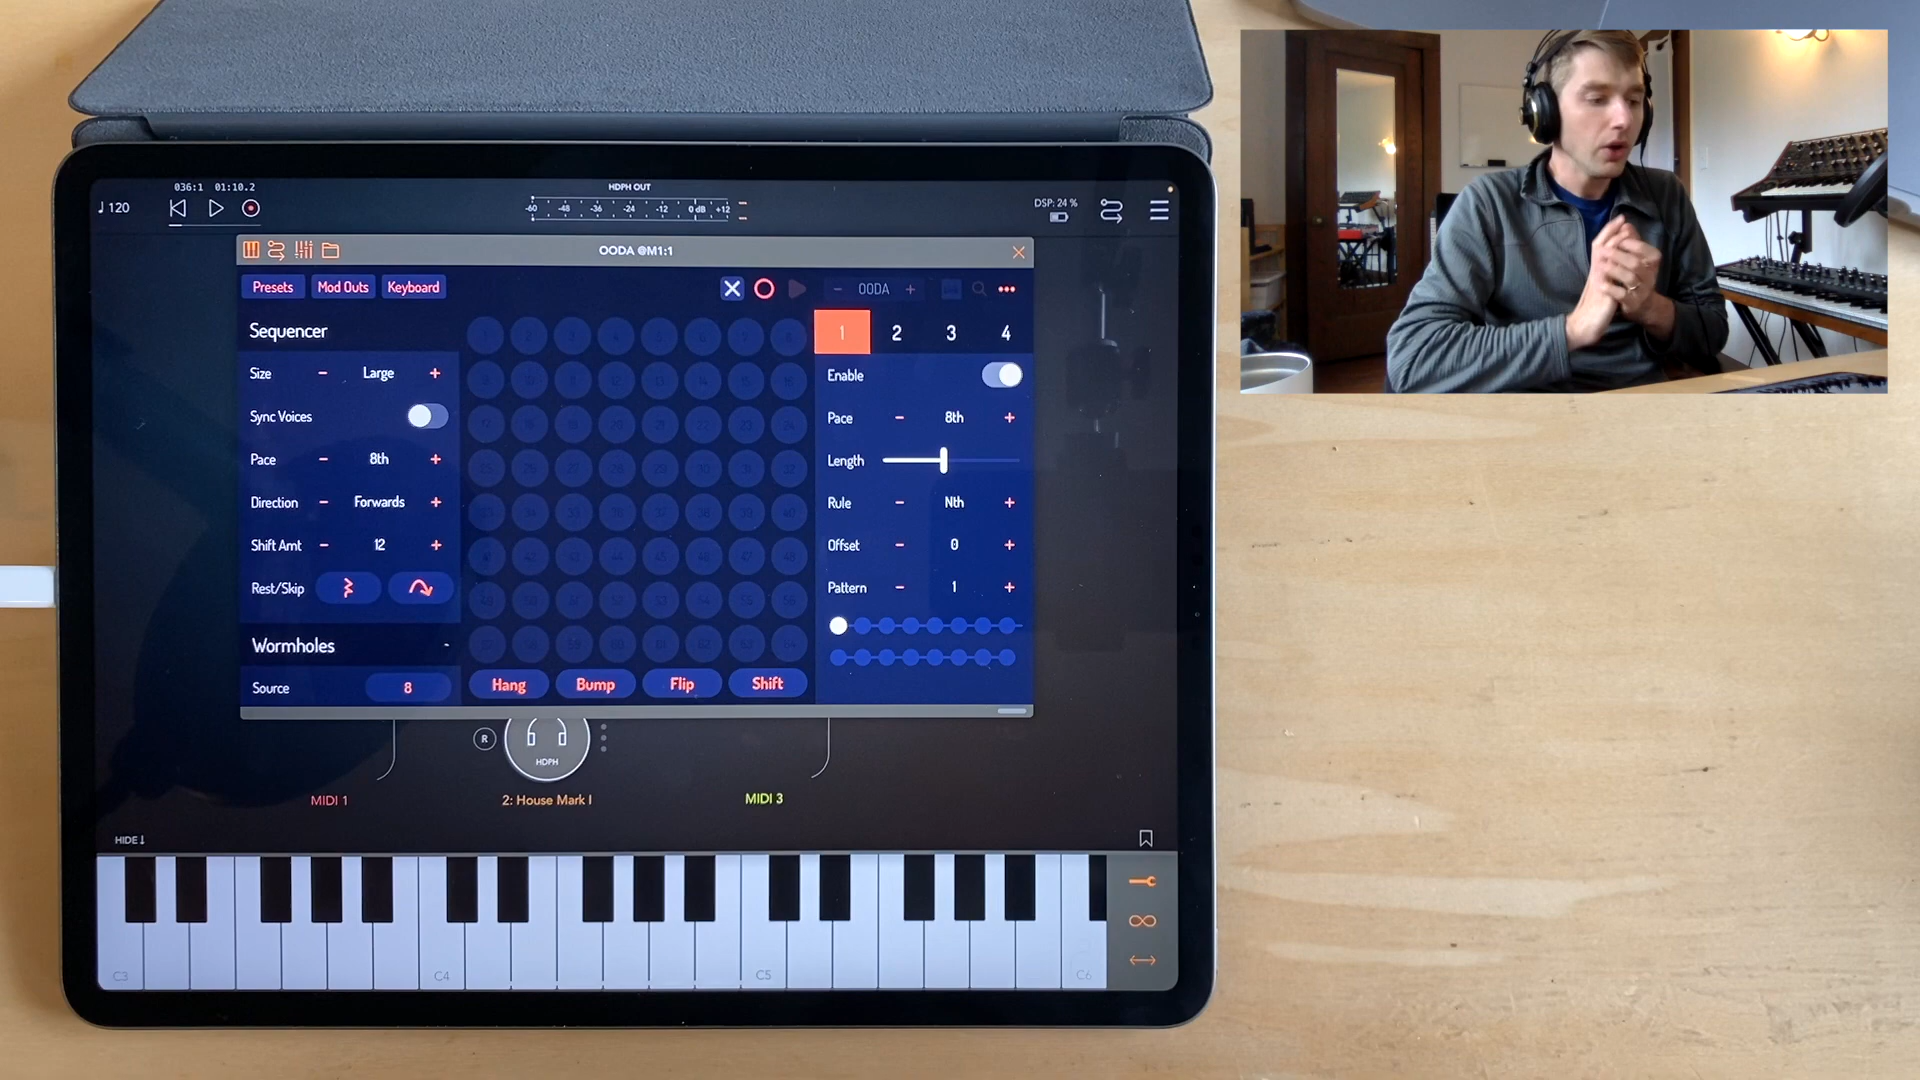 036:1 01:10.2
HDPH OUT
♩ 120
-60 -48 -36 -24 -12 0 dB +12
DSP: 24 %
OODA @M1:1
Presets Mod Outs Keyboard
- OODA +
Sequencer
1 2 3 4
Size - Large +
Enable
Sync Voices
Pace - 8th +
Pace - 8th +
Length
Direction - Forwards +
Rule - Nth +
Shift Amt - 12 +
Offset - 0 +
Rest/Skip
Pattern - 1 +
Wormholes -
Source 8
Hang Bump Flip Shift
R
HDPH
MIDI 1
2: House Mark I
MIDI 3
HIDE
C3 C4 C5 C6